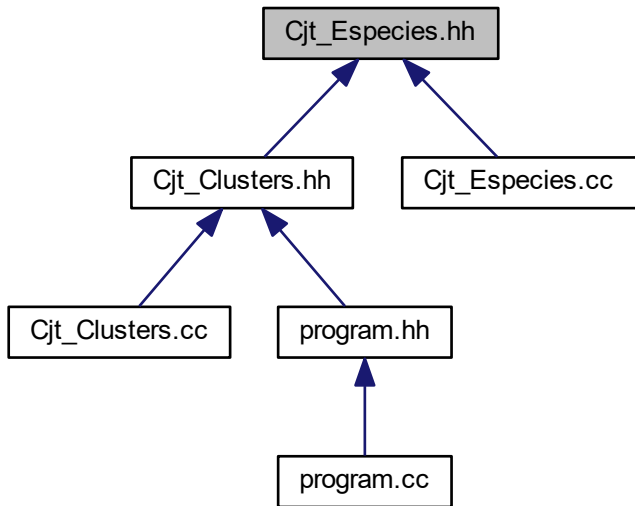 Cjt_Especies.hh
Cjt_Clusters.hh
Cjt_Especies.cc
Cjt_Clusters.cc
program.hh
program.cc